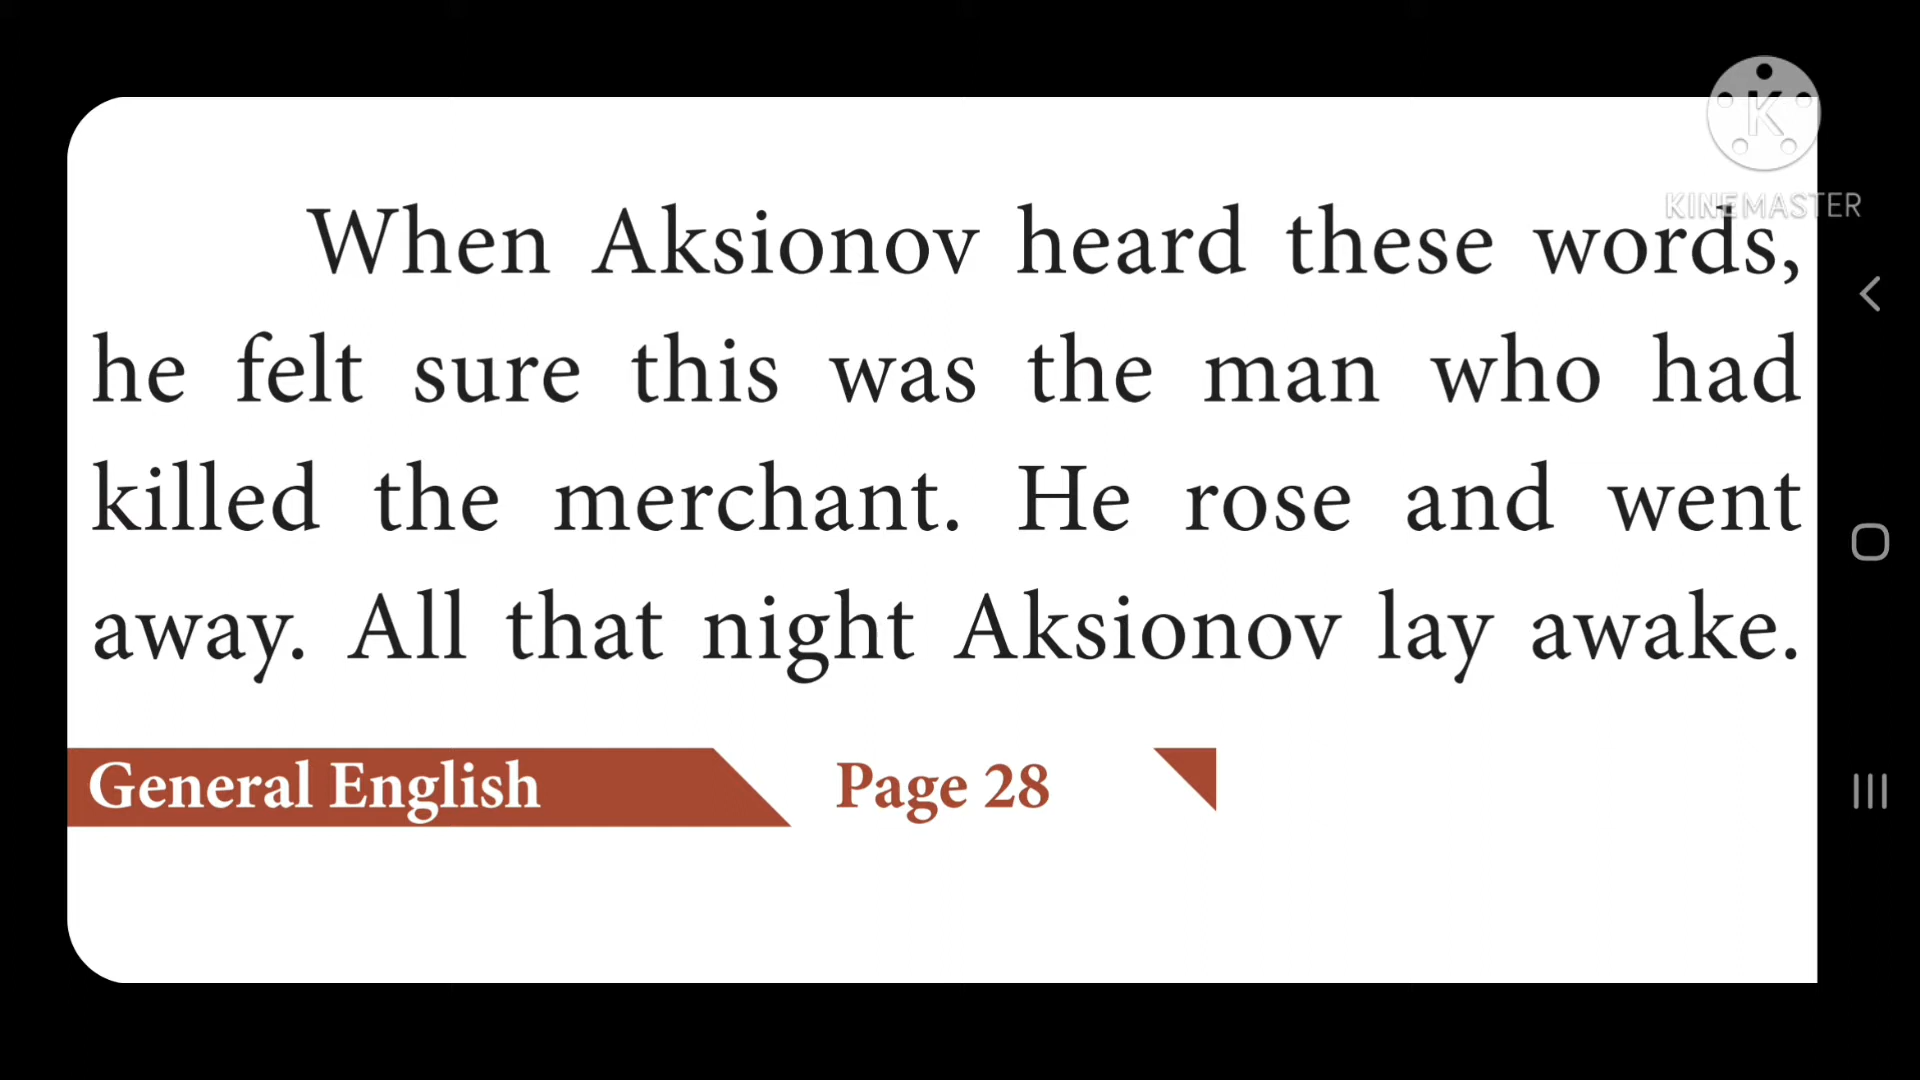 K
KINEMASTER
When Aksionov heard these words,
he felt sure this was the man who had
killed the merchant. He rose and went
away. All that night Aksionov lay awake.
General English
Page 28